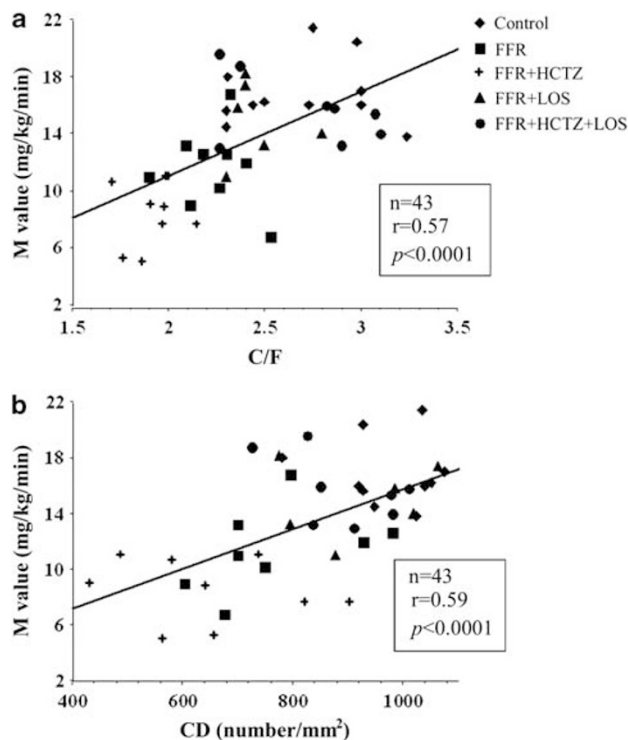 a
22
18
14
10
6
2
M value (mg/kg/min)
1.5 2 2.5 3 3.5
C/F
Control
FFR
FFR+HCTZ
FFR+LOS
FFR+HCTZ+LOS
n=43
r=0.57
p<0.0001
b
22
18
14
10
6
2
M value (mg/kg/min)
400 600 800 1000
CD (number/mm²)
n=43
r=0.59
p<0.0001